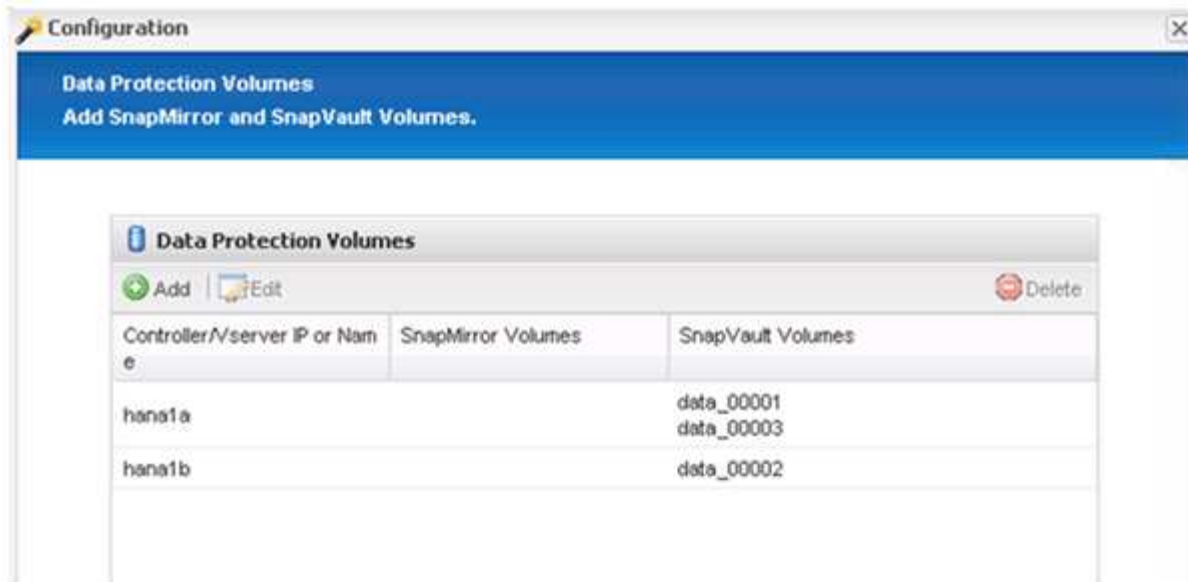 Configuration
Data Protection Volumes
Add SnapMirror and SnapVault Volumes.
Data Protection Volumes
Add Edit Delete
Controller/Vserver IP or Nam SnapMirror Volumes SnapVault Volumes
e
hana1a data_00001
data_00003
hana1b data_00002